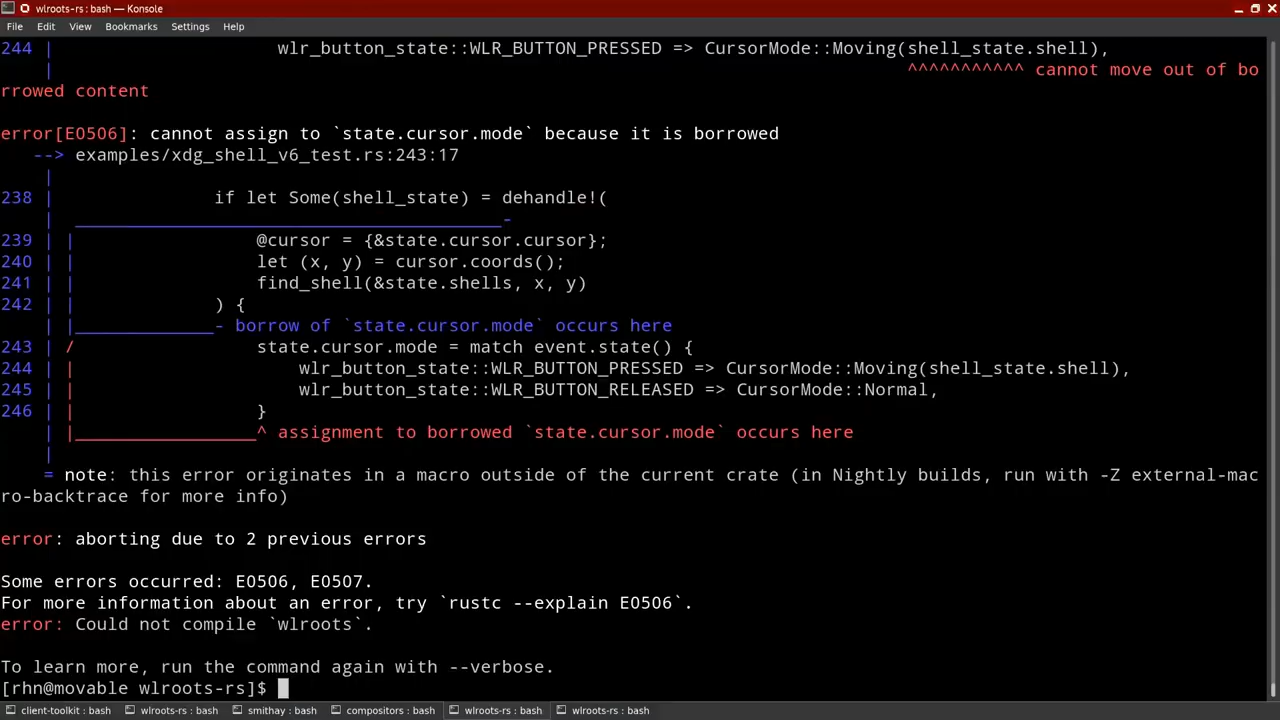 wlroots-rs : bash — Konsole
File Edit View Bookmarks Settings Help
244 |                     wlr_button_state::WLR_BUTTON_PRESSED => CursorMode::Moving(shell_state.shell),
    |                                                                                ^^^^^^^^^^^ cannot move out of bo
rrowed content
error[E0506]: cannot assign to `state.cursor.mode` because it is borrowed
   --> examples/xdg_shell_v6_test.rs:243:17
    |
238 |               if let Some(shell_state) = dehandle!(
    |  ________________________________________-
239 | |                 @cursor = {&state.cursor.cursor};
240 | |                 let (x, y) = cursor.coords();
241 | |                 find_shell(&state.shells, x, y)
242 | |             ) {
    | |_____________- borrow of `state.cursor.mode` occurs here
243 | /                 state.cursor.mode = match event.state() {
244 | |                     wlr_button_state::WLR_BUTTON_PRESSED => CursorMode::Moving(shell_state.shell),
245 | |                     wlr_button_state::WLR_BUTTON_RELEASED => CursorMode::Normal,
246 | |                 }
    | |_________________^ assignment to borrowed `state.cursor.mode` occurs here
    |
    = note: this error originates in a macro outside of the current crate (in Nightly builds, run with -Z external-mac
ro-backtrace for more info)
error: aborting due to 2 previous errors
Some errors occurred: E0506, E0507.
For more information about an error, try `rustc --explain E0506`.
error: Could not compile `wlroots`.
To learn more, run the command again with --verbose.
[rhn@movable wlroots-rs]$
client-toolkit : bash wlroots-rs : bash smithay : bash compositors : bash wlroots-rs : bash wlroots-rs : bash